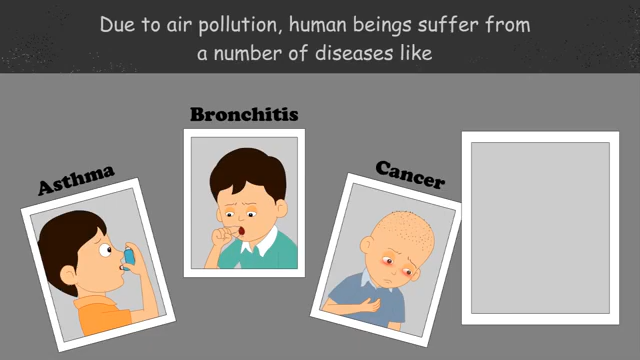 Due to air pollution, human beings suffer from
a number of diseases like
Bronchitis
Asthma
Cancer